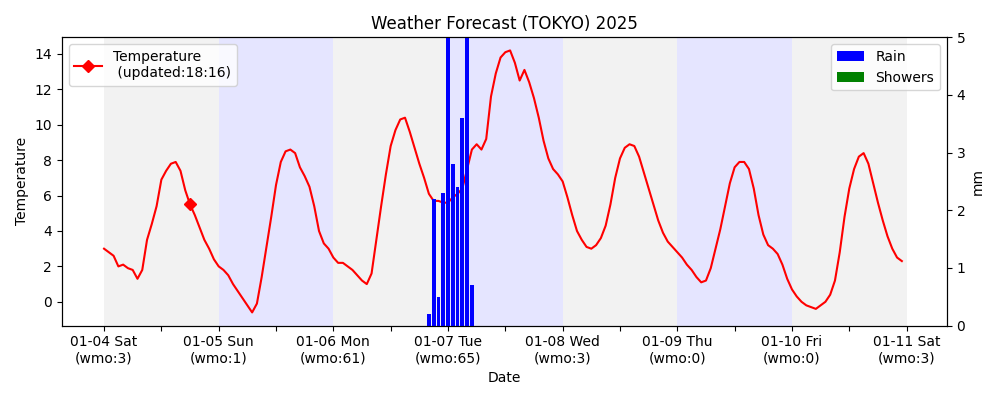 Weather Forecast (TOKYO) 2025
Temperature
(updated:18:16)
Rain
Showers
Temperature
14
12
10
8
6
4
2
0
5
4
3
2
1
0
mm
01-04 Sat
(wmo:3)
01-05 Sun
(wmo:1)
01-06 Mon
(wmo:61)
01-07 Tue
(wmo:65)
01-08 Wed
(wmo:3)
01-09 Thu
(wmo:0)
01-10 Fri
(wmo:0)
01-11 Sat
(wmo:3)
Date